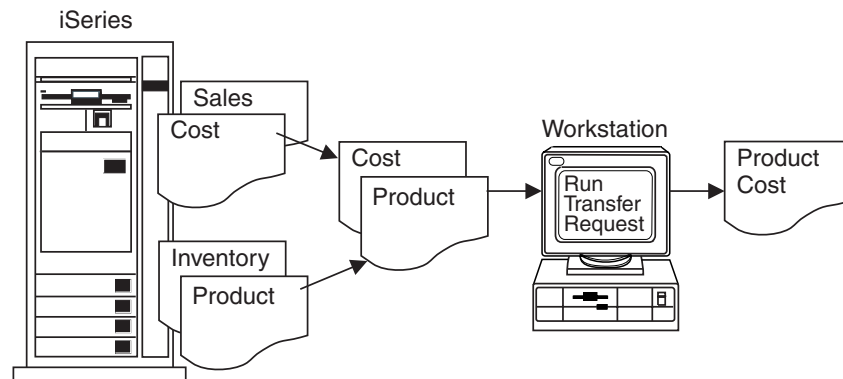 iSeries
Sales
Cost
Inventory
Product
Cost
Product
Workstation
Run
Transfer
Request
Product
Cost